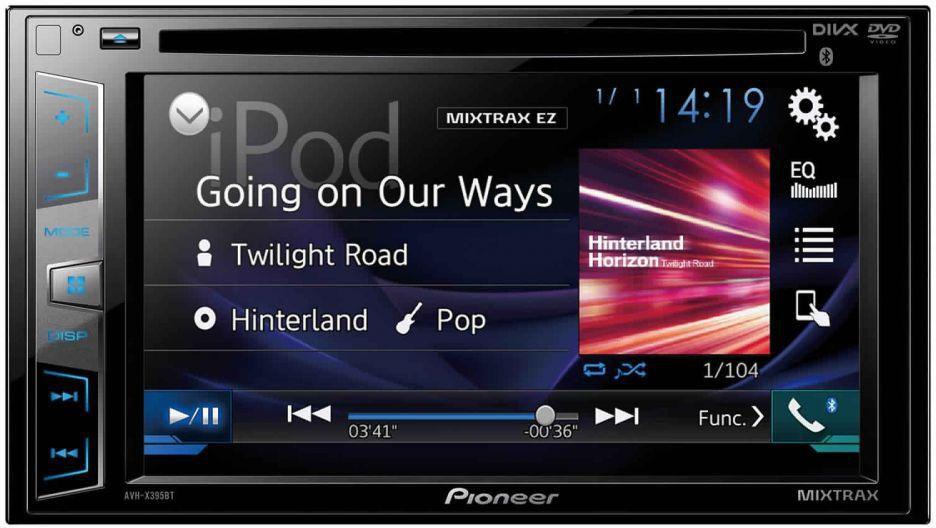 DIVX DVD
VIDEO
iPod
MIXTRAX EZ
1/ 1 14:19
EQ
Going on Our Ways
Twilight Road
Hinterland
Horizon Twilight Road
Hinterland Pop
1/104
MODE
DISP
03'41"
-00'36"
Func.
AVH-X395BT
Pioneer
MIXTRAX